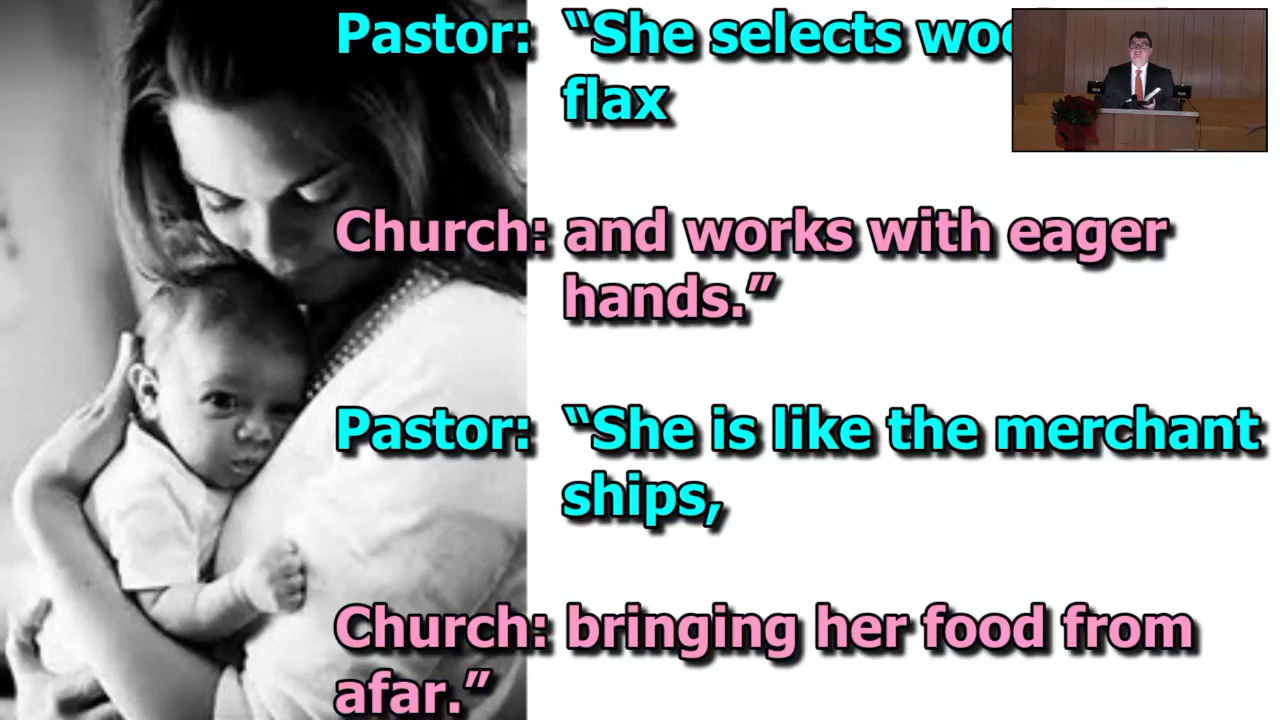 Pastor: “She selects
flax
Church: and works with eager
hands.”
Pastor: “She is like the merchant
ships,
Church: bringing her food from
afar.”